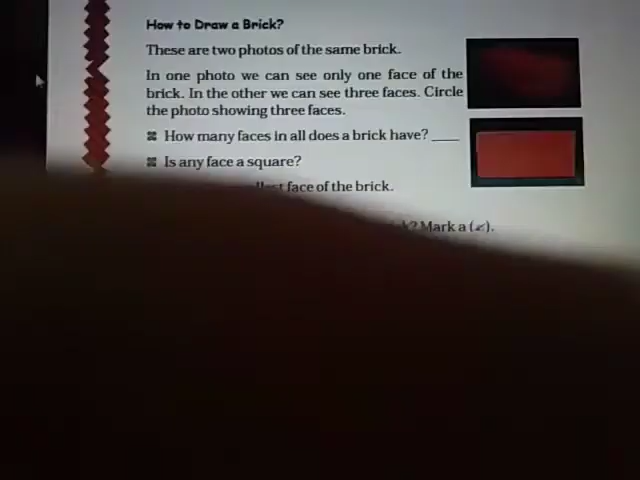 How to Draw a Brick?
These are two photos of the same brick.
In one photo we can see only one face of the
brick. In the other we can see three faces. Circle
the photo showing three faces.
How many faces in all does a brick have? ____
Is any face a square?
face of the brick.
? Mark a (✓).